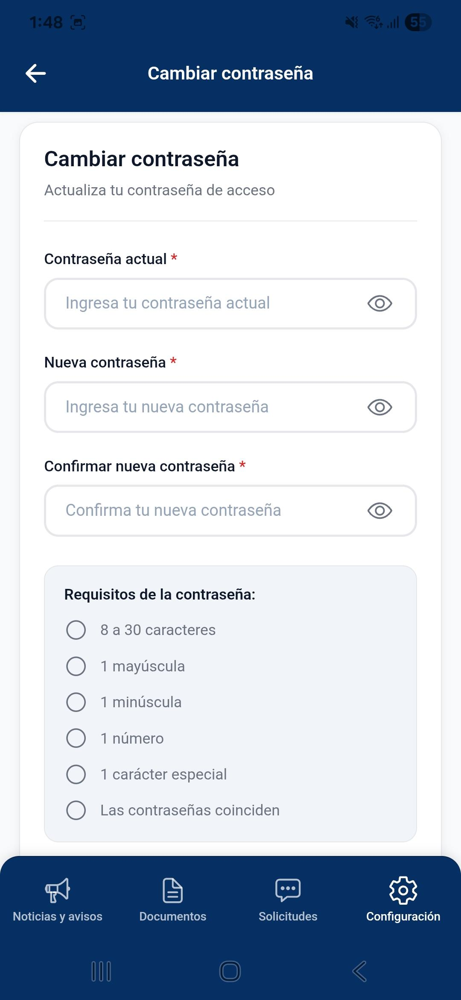 1:48
6
55
Cambiar contraseña
Cambiar contraseña
Actualiza tu contraseña de acceso
Contraseña actual *
Ingresa tu contraseña actual
Nueva contraseña *
Ingresa tu nueva contraseña
Confirmar nueva contraseña *
Confirma tu nueva contraseña
Requisitos de la contraseña:
8 a 30 caracteres
1 mayúscula
1 minúscula
1 número
1 carácter especial
Las contraseñas coinciden
Noticias y avisos
Documentos
Solicitudes
Configuración